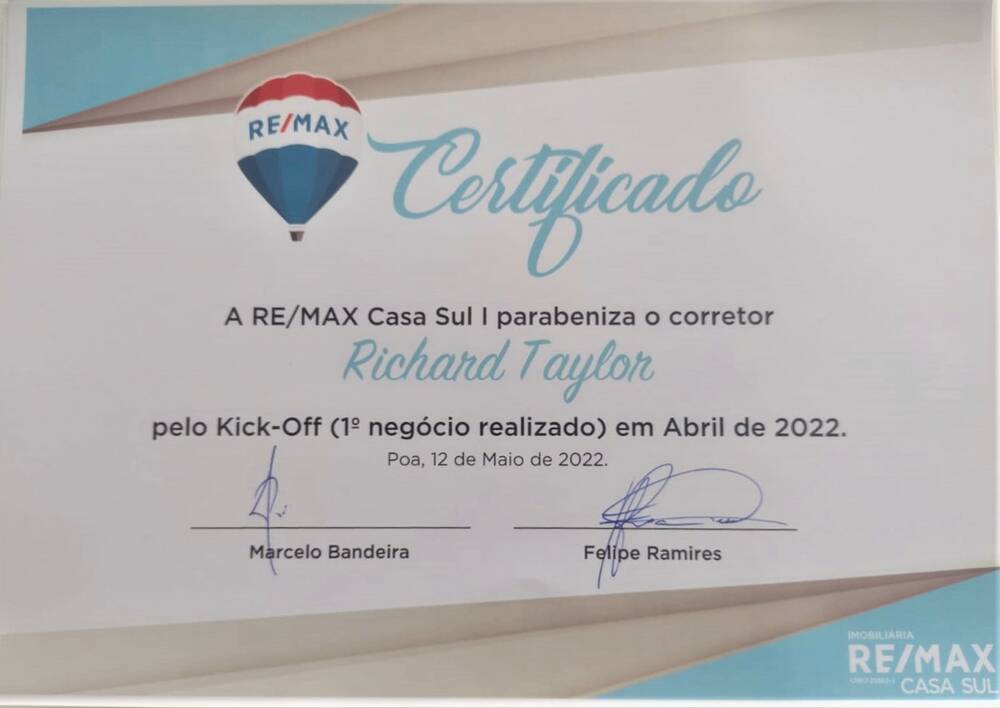 RE/MAX
Certificado
A RE/MAX Casa Sul I parabeniza o corretor
Richard Taylor
pelo Kick-Off (1º negócio realizado) em Abril de 2022.
Poa, 12 de Maio de 2022.
Marcelo Bandeira
Felipe Ramires
IMOBILIÁRIA
RE/MAX
CASA SUL